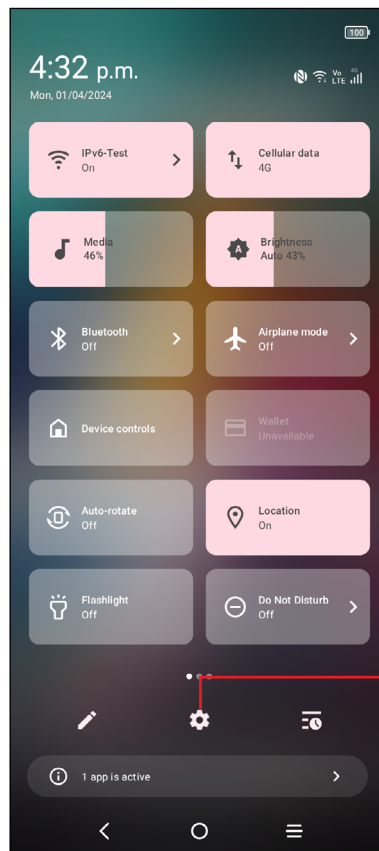 100
4:32 p.m.
Vo LTE 4G
Mon, 01/04/2024
IPv6-Test
On
Cellular data
4G
Media
46%
Brightness
Auto 43%
Bluetooth
Off
Airplane mode
Off
Device controls
Wallet
Unavailable
Auto-rotate
Off
Location
On
Flashlight
Off
Do Not Disturb
Off
1 app is active